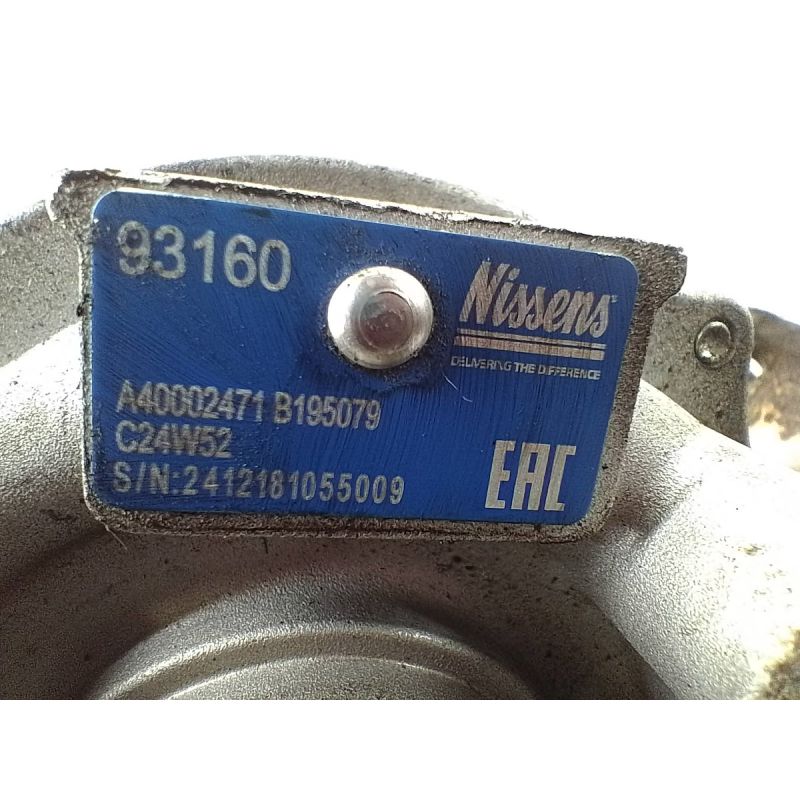 93160
Nissens
DELIVERING THE DIFFERENCE
A40002471 B195079
C24W52
S/N:2412181055009
EAC